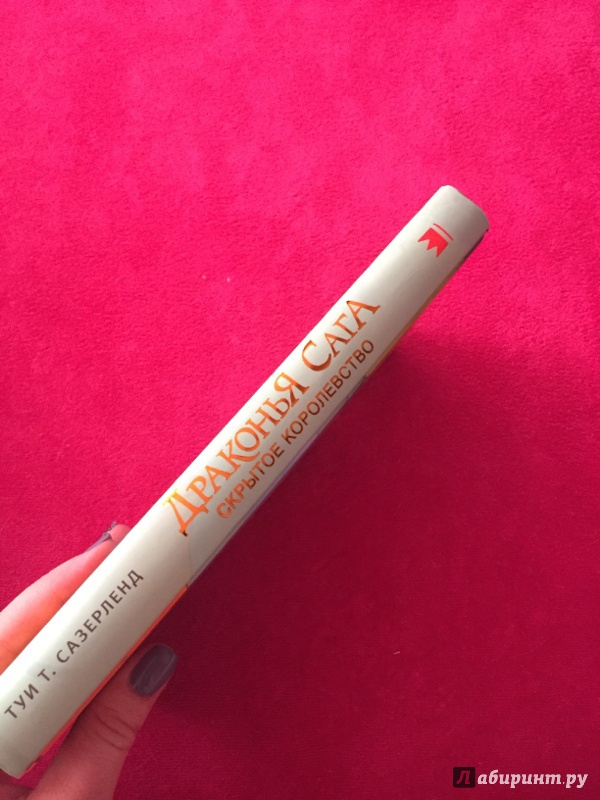 ТУИ Т. САЗЕРЛЕНД
ДРАКОНЬЯ САГА
СКРЫТОЕ КОРОЛЕВСТВО
Лабиринт.ру